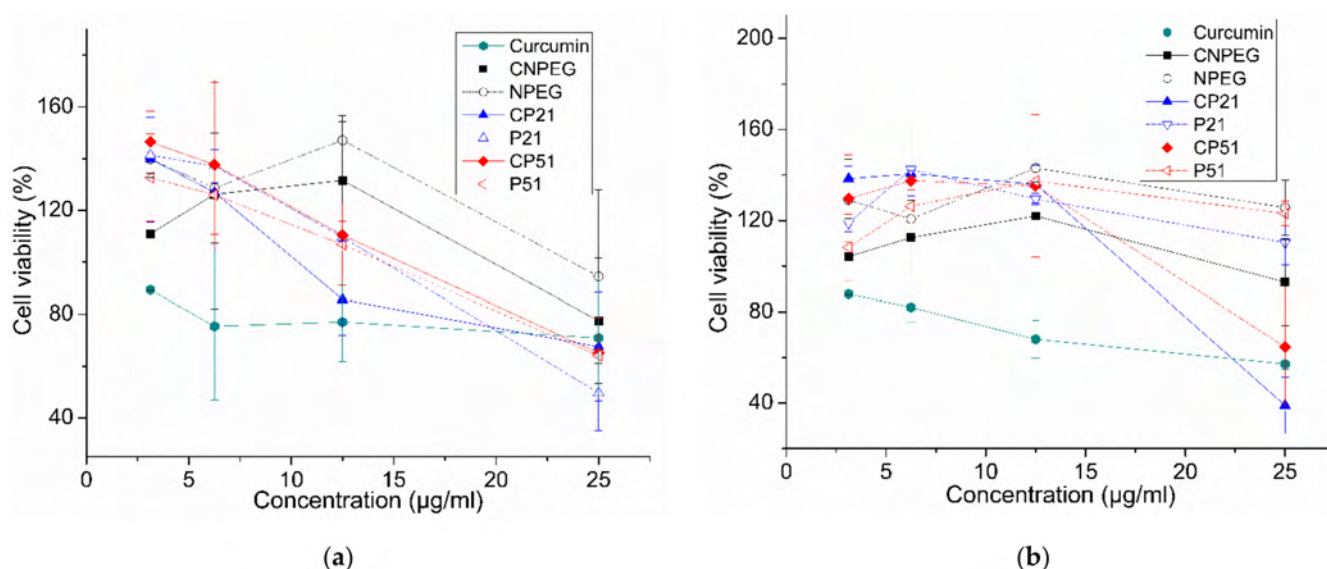 Cell viability (%)
160
120
80
40
0
5
10
15
20
25
Concentration (µg/ml)
Curcumin
CNPEG
NPEG
CP21
P21
CP51
P51
(a)
Cell viability (%)
200
160
120
80
40
0
5
10
15
20
25
Concentration (µg/ml)
Curcumin
CNPEG
NPEG
CP21
P21
CP51
P51
(b)